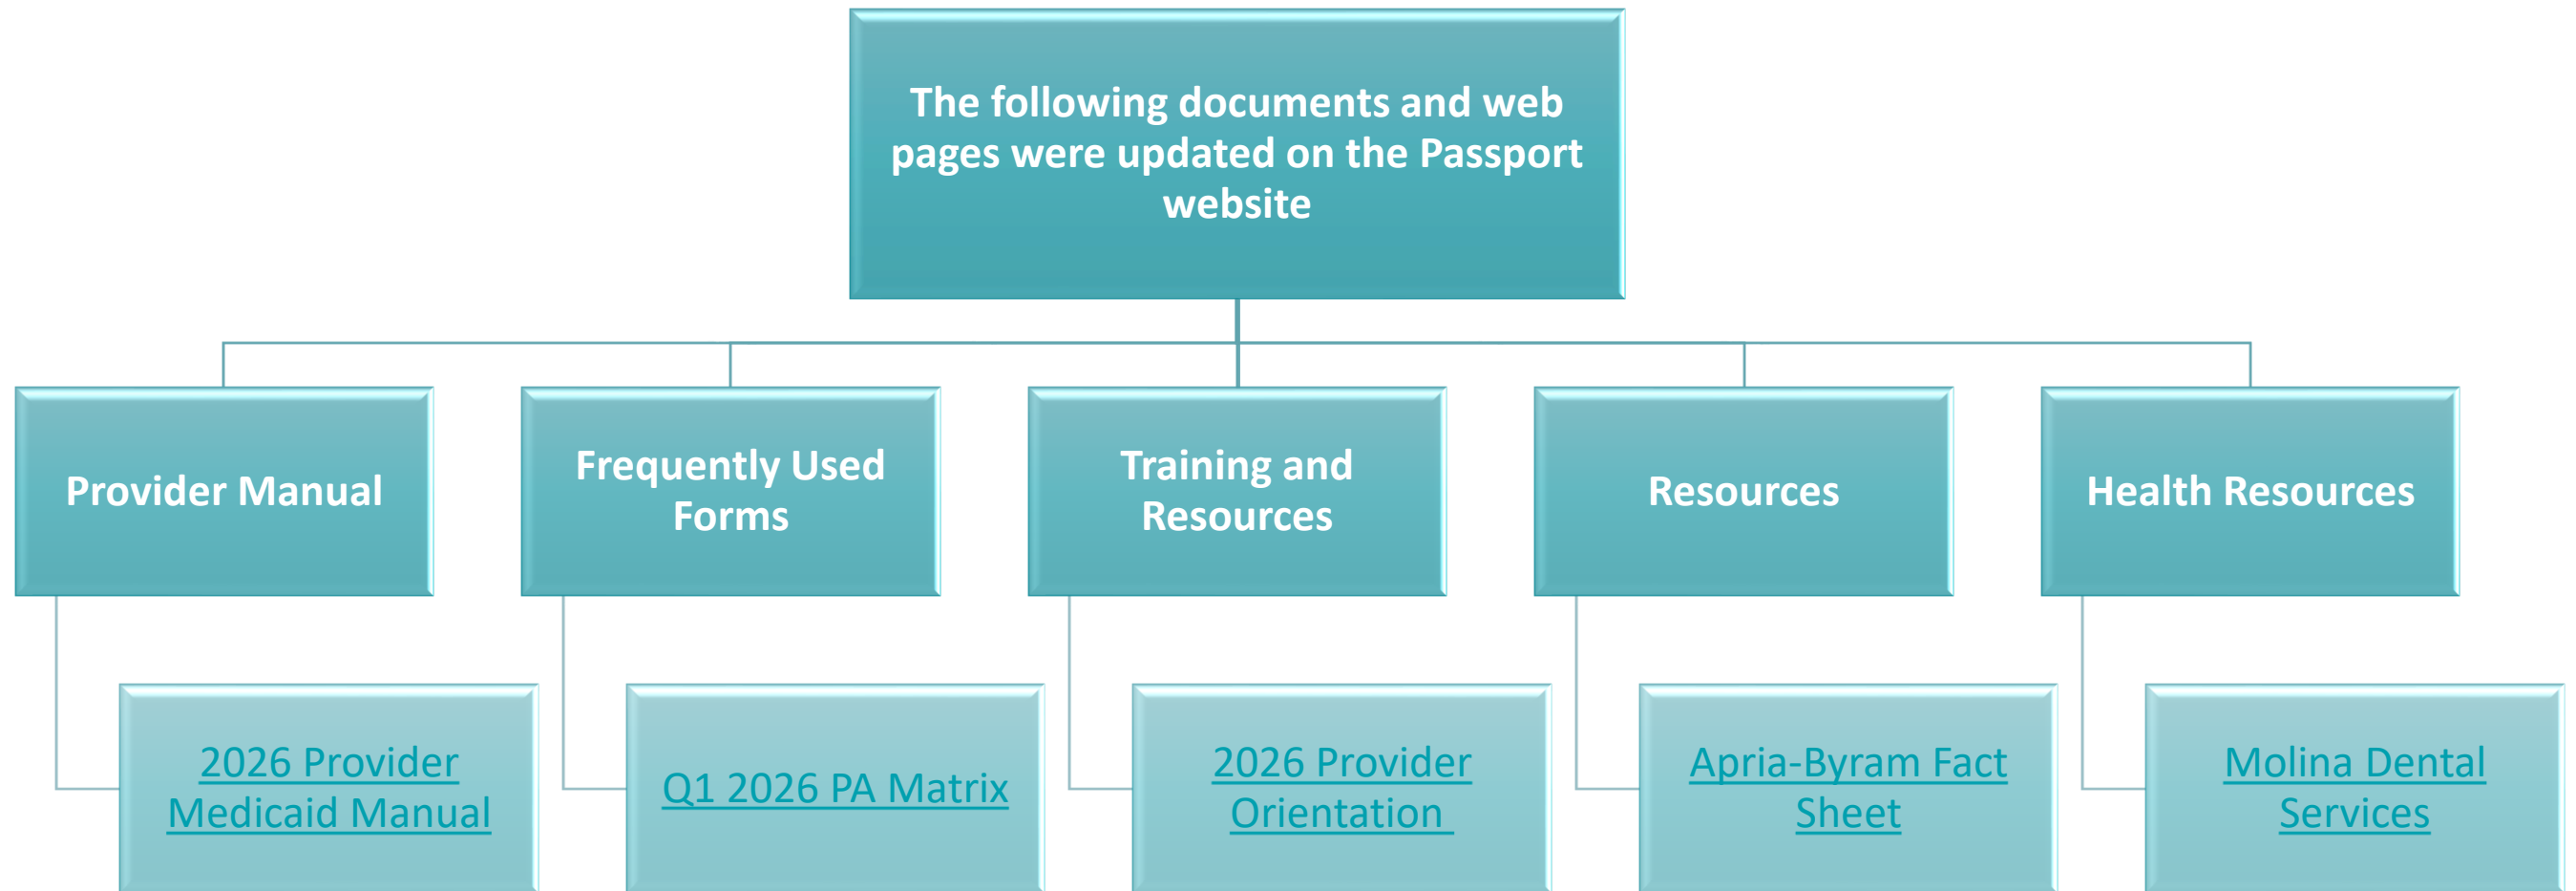 The following documents and web
pages were updated on the Passport
website
Provider Manual
Frequently Used
Forms
Training and
Resources
Resources
Health Resources
2026 Provider
Medicaid Manual
Q1 2026 PA Matrix
2026 Provider
Orientation
Apria-Byram Fact
Sheet
Molina Dental
Services